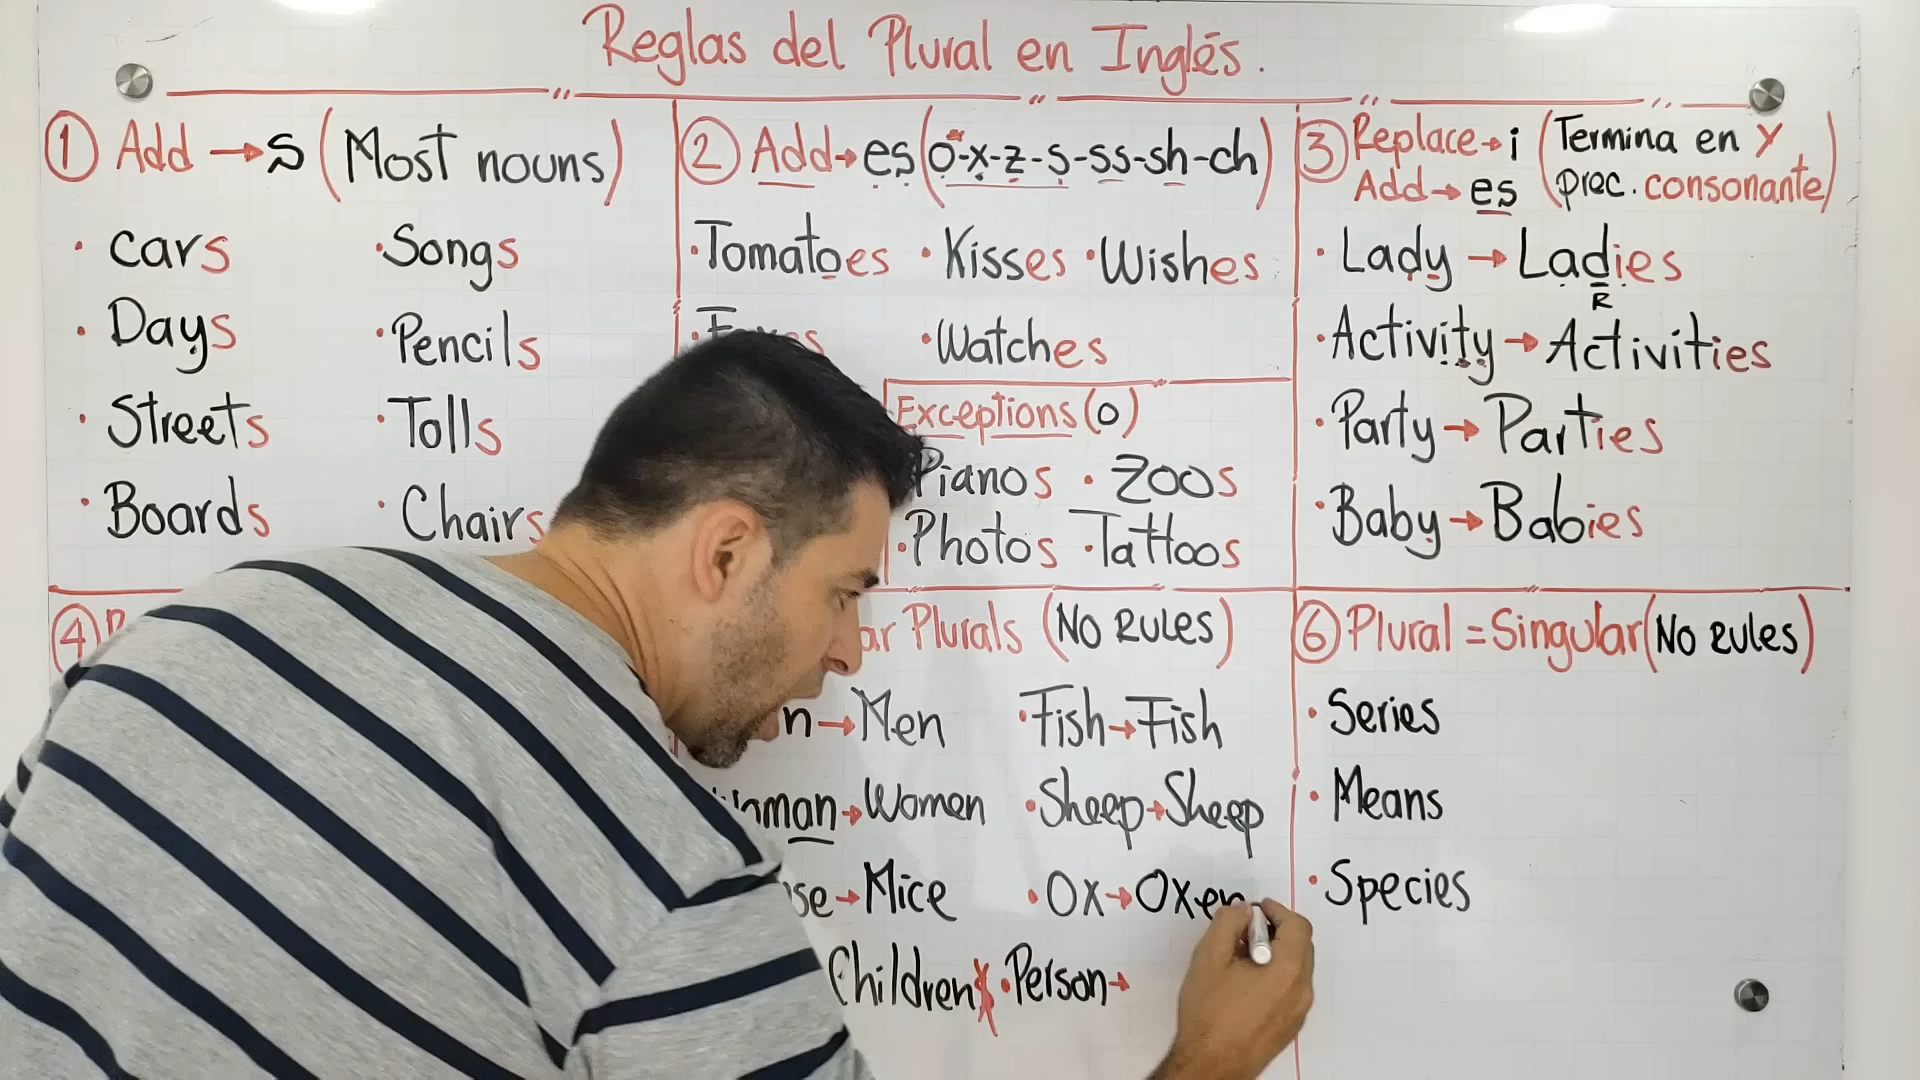 Reglas del Plural en Inglés.
① Add → s (Most nouns)
· Cars · Songs
· Days · Pencils
· Streets · Tolls
· Boards · Chairs
② Add → es (o-x-z-s-ss-sh-ch)
· Tomatoes · Kisses · Wishes
· Watches
Exceptions (o)
Pianos · Zoos
· Photos · Tattoos
③ Replace → i (Termina en y
Add → es prec. consonante)
· Lady → Ladies
R
· Activity → Activities
· Party → Parties
· Baby → Babies
④
Plurals (NO RULES)
→ Men · Fish → Fish
→ Women · Sheep → Sheep
→ Mice · Ox → Oxen
Children · Person →
⑥ Plural = Singular (NO RULES)
· Series
· Means
· Species